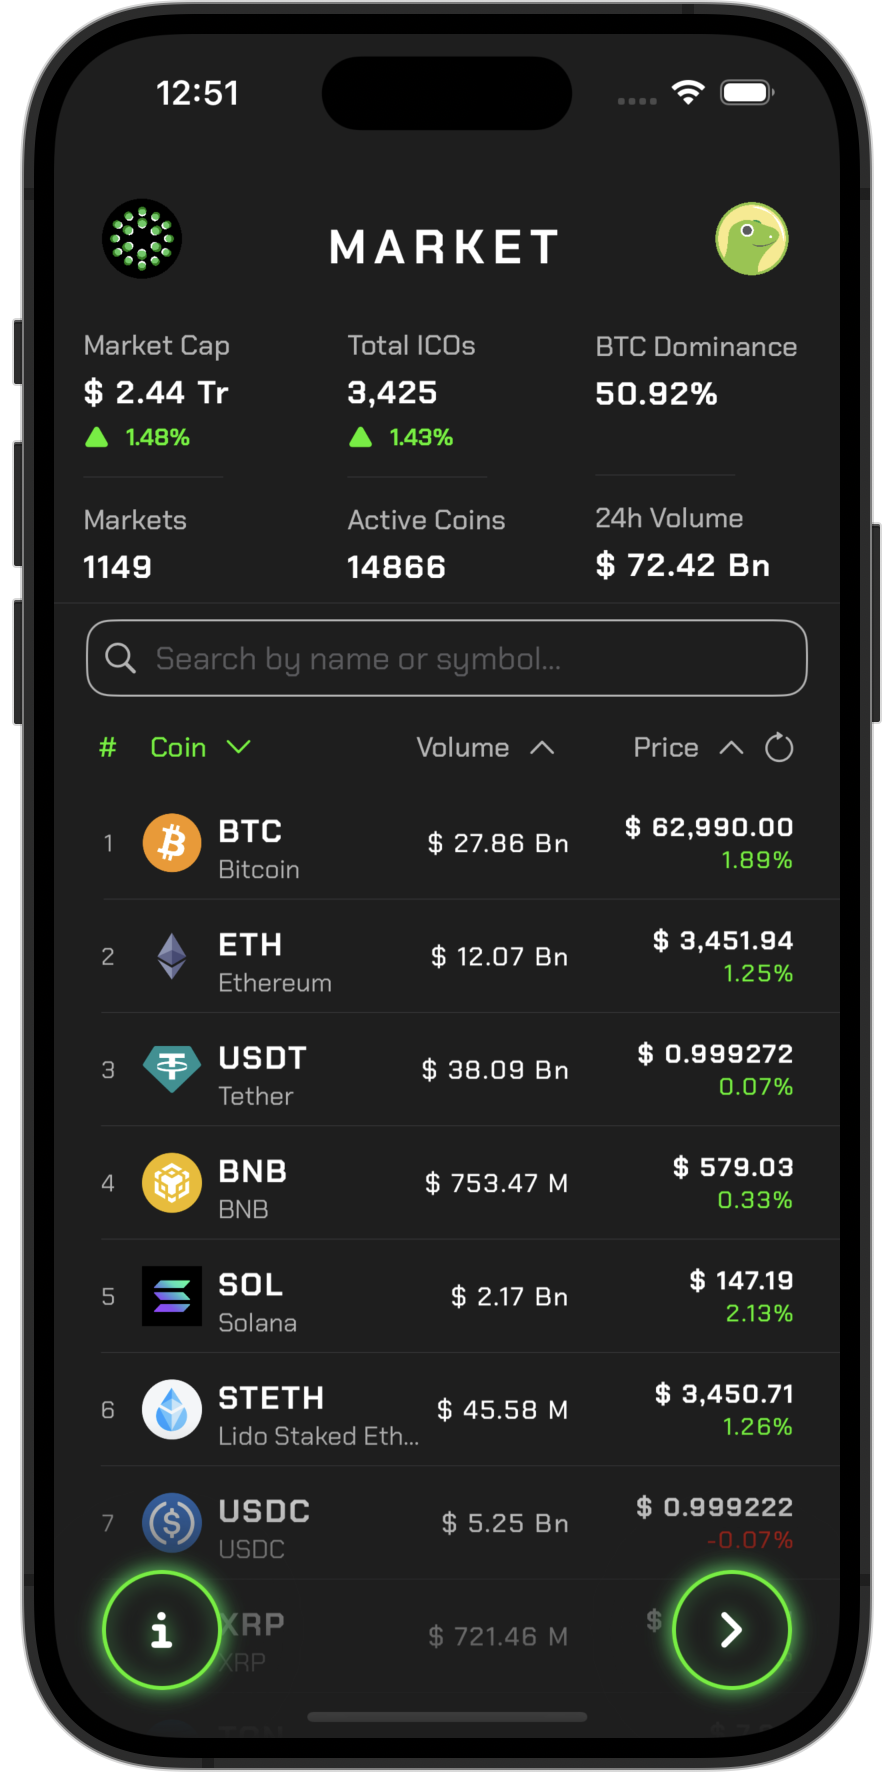 12:51
MARKET
Market Cap
$ 2.44 Tr
1.48%
Total ICOs
3,425
1.43%
BTC Dominance
50.92%
Markets
1149
Active Coins
14866
24h Volume
$ 72.42 Bn
Search by name or symbol...
# Coin Volume Price
1 BTC $ 27.86 Bn $ 62,990.00
Bitcoin 1.89%
2 ETH $ 12.07 Bn $ 3,451.94
Ethereum 1.25%
3 USDT $ 38.09 Bn $ 0.999272
Tether 0.07%
4 BNB $ 753.47 M $ 579.03
BNB 0.33%
5 SOL $ 2.17 Bn $ 147.19
Solana 2.13%
6 STETH $ 45.58 M $ 3,450.71
Lido Staked Eth... 1.26%
7 USDC $ 5.25 Bn $ 0.999222
USDC -0.07%
XRP $ 721.46 M $
XRP
i
TON